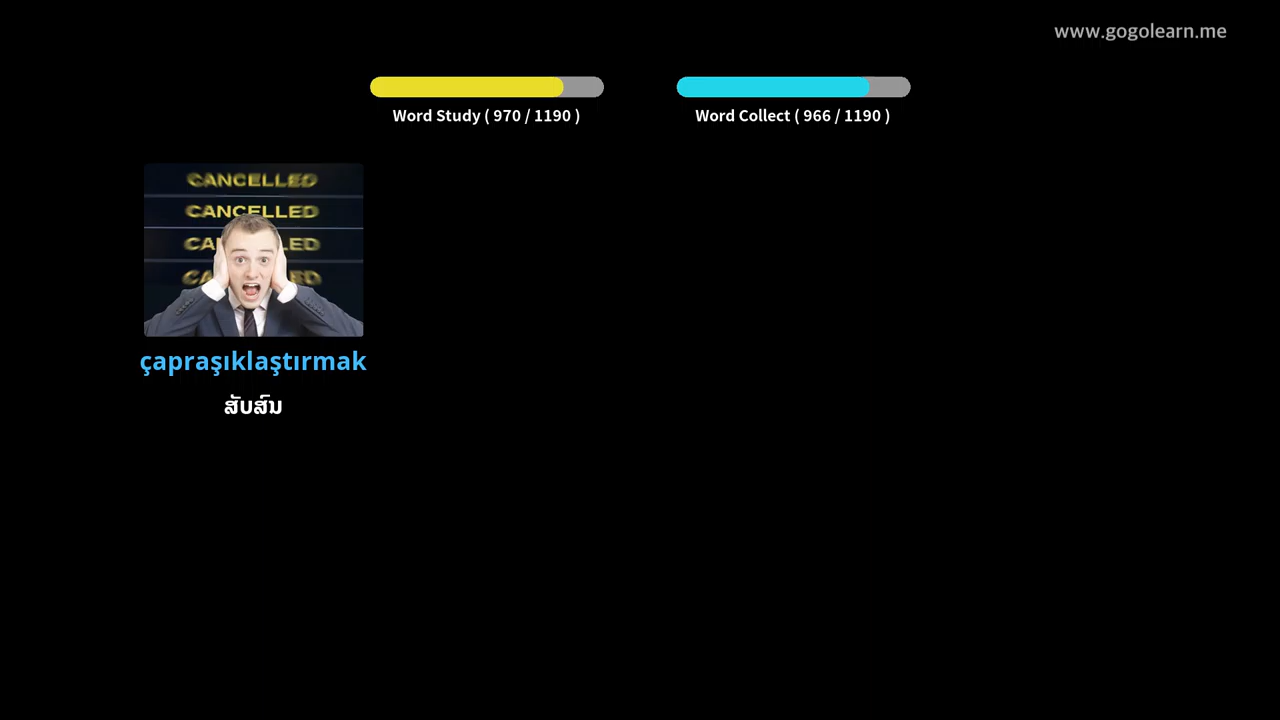 www.gogolearn.me
Word Study ( 970 / 1190 )
Word Collect ( 966 / 1190 )
CANCELLED
CANCELLED
çapraşıklaştırmak
ສັບສົນ